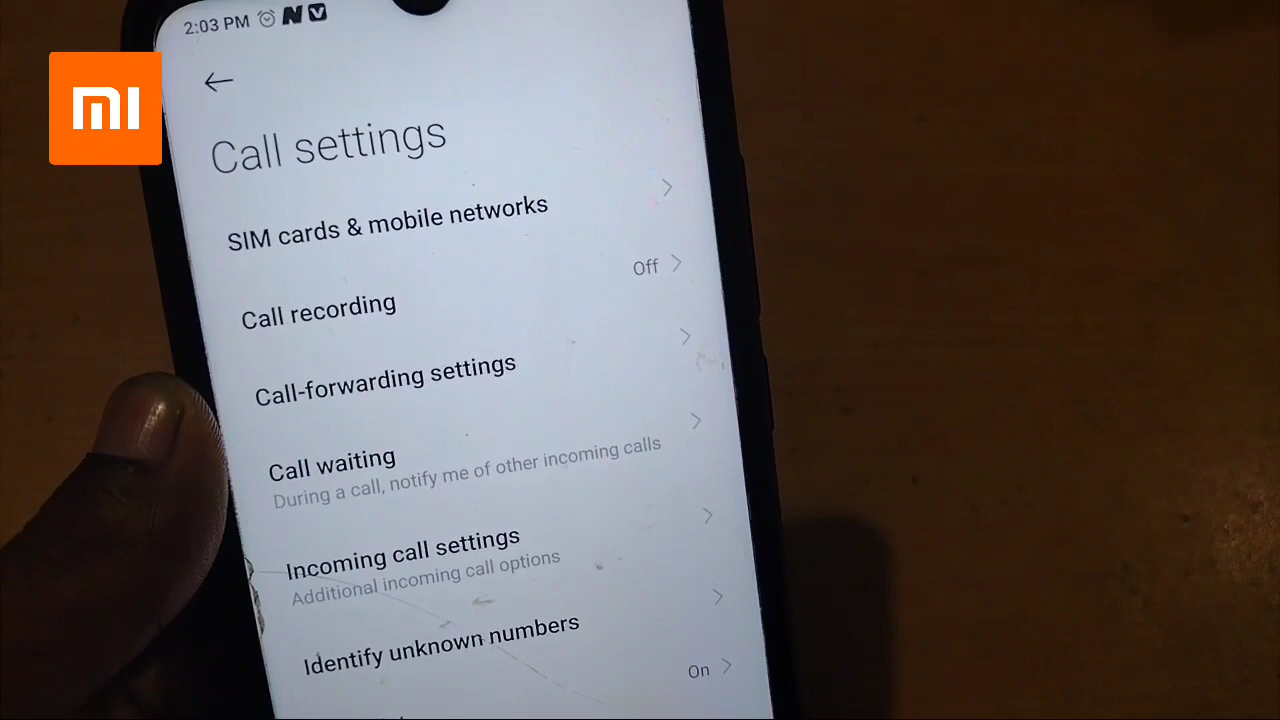 2:03 PM
mi
Call settings
SIM cards & mobile networks
Call recording
Off
Call-forwarding settings
Call waiting
During a call, notify me of other incoming calls
Incoming call settings
Additional incoming call options
Identify unknown numbers
On